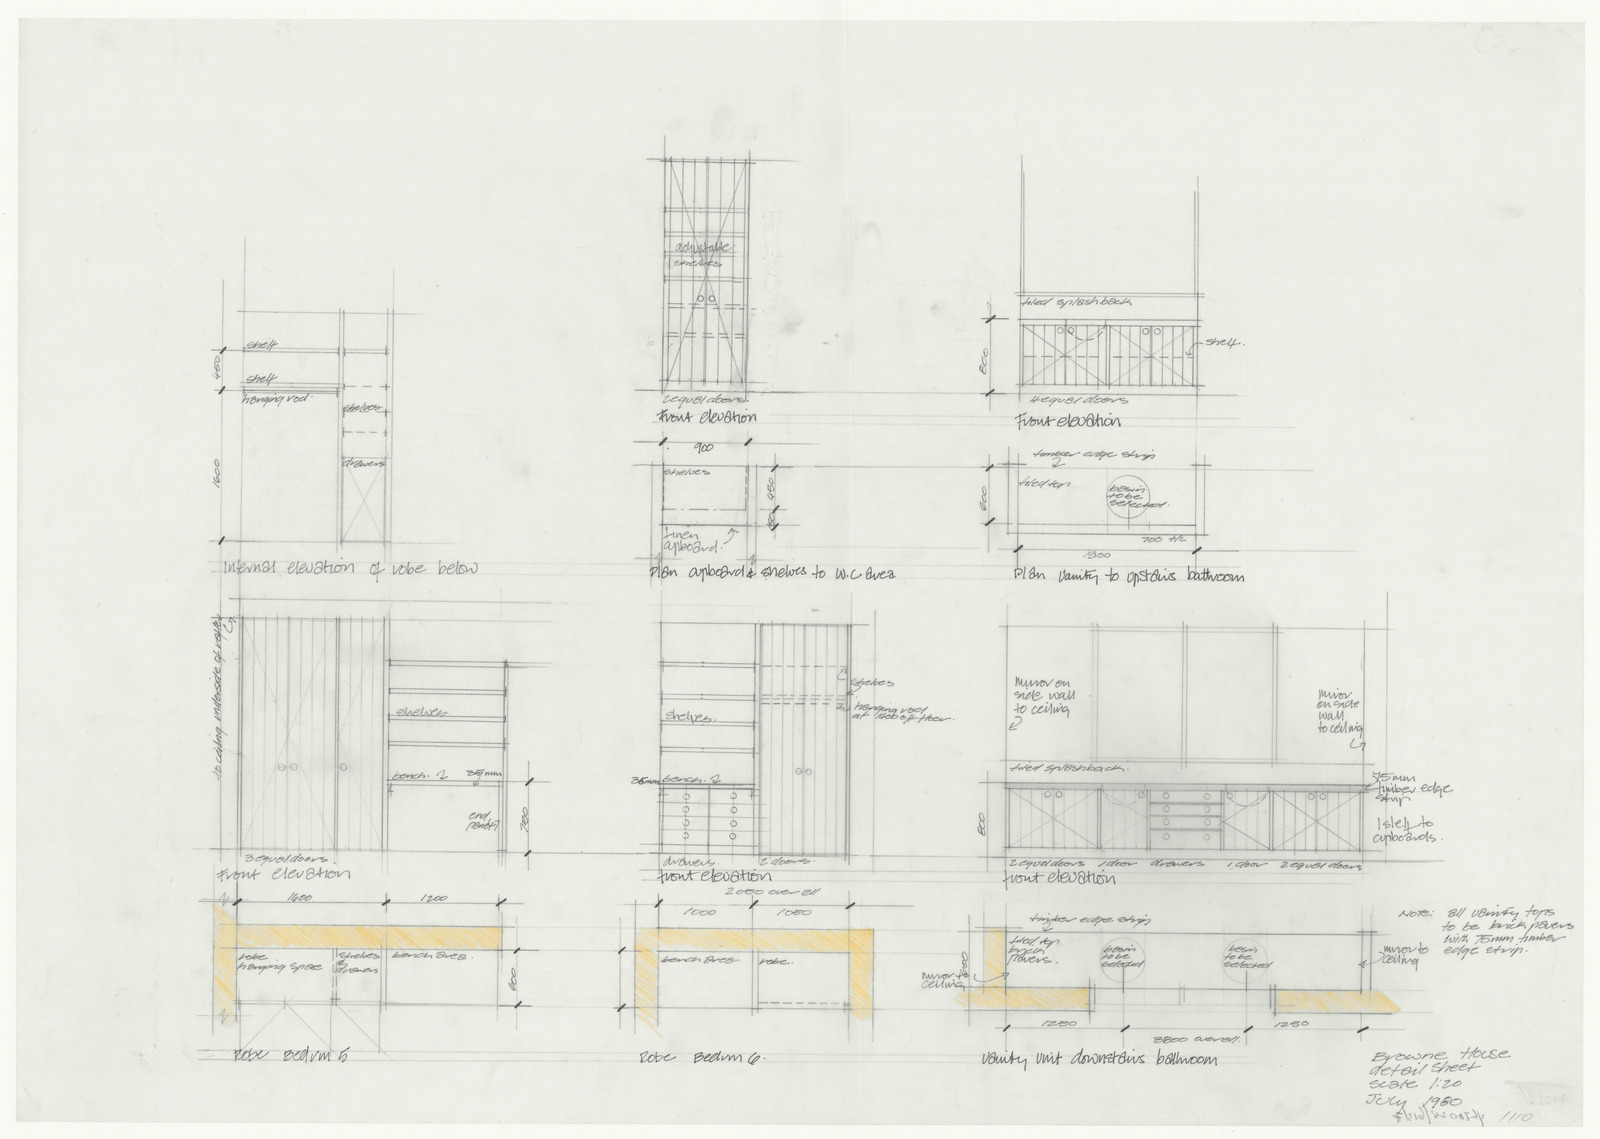 adjustable
shelves
2 equal doors.
Front elevation
900
shelves
450
linen
cupboard.
Plan cupboard & shelves to W.C area
tiled splashback
shelf.
800
4 equal doors
Front elevation
timber edge strip
tiled top
basin
to be
selected.
600
700 H/C
1300
Plan vanity to upstairs bathroom
shelf
shelf
hanging rod.
450
shelves
drawers
1600
Internal elevation of robe below
to ceiling underside of rafter
shelves
bench.
35mm
end
panel
700
3 equal doors.
Front elevation
1600
1200
robe
hanging space
shelves
&
drawers
bench area.
600
Robe Bedrm 5
shelves
hanging rod
at 1600 off floor.
shelves.
35mm
bench.
drawers.
2 doors.
Front elevation
2080 over all
1000
1080
bench area
robe.
Robe Bedrm 6.
mirror on
side wall
to ceiling
mirror
on side
wall
to ceiling
tiled splashback.
75mm
timber edge
strip
1 shelf to
cupboards.
800
2 equal doors
1 door
drawers
1 door
2 equal doors
Front elevation
timber edge strip
tiled top
brick
pavers.
basin
to be
selected
basin
to be
selected
mirror to
ceiling
mirror to
ceiling
600
1250
1250
3800 overall.
Vanity unit downstairs bathroom
Note: all vanity tops
to be brick pavers
with 75mm timber
edge strip.
Browne House
detail sheet
scale 1:20
July 1980
1110